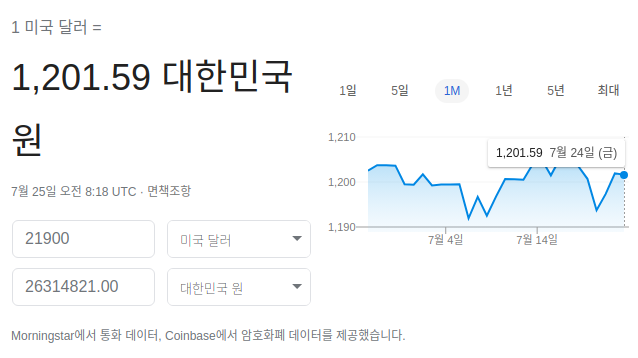 1 미국 달러 =
1,201.59 대한민국
원
7월 25일 오전 8:18 UTC · 면책조항
21900
미국 달러
26314821.00
대한민국 원
1일 5일 1M 1년 5년 최대
1,210
1,200
1,190
1,201.59 7월 24일 (금)
7월 4일 7월 14일
Morningstar에서 통화 데이터, Coinbase에서 암호화폐 데이터를 제공했습니다.